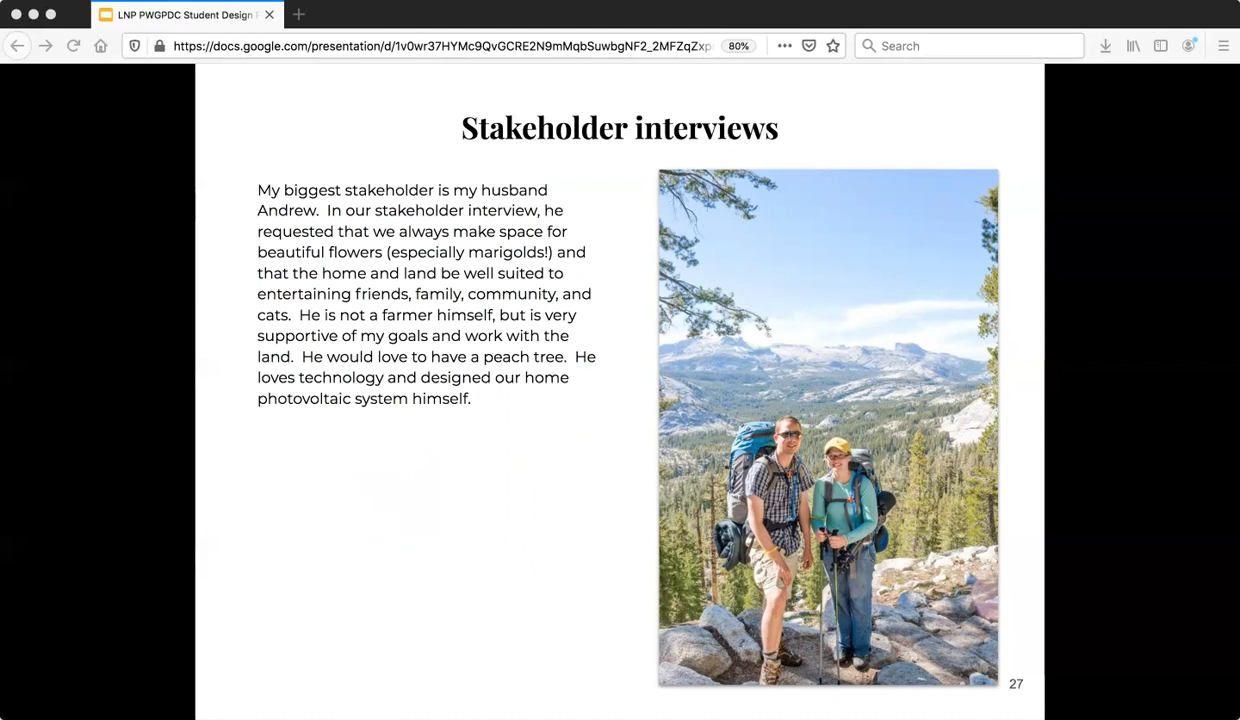 LNP PWGPDC Student Design
https://docs.google.com/presentation/d/1v0wr37HYMc9QvGCRE2N9mMqbSuwbgNF2_2MFZqZxp
80%
Search
Stakeholder interviews
My biggest stakeholder is my husband
Andrew. In our stakeholder interview, he
requested that we always make space for
beautiful flowers (especially marigolds!) and
that the home and land be well suited to
entertaining friends, family, community, and
cats. He is not a farmer himself, but is very
supportive of my goals and work with the
land. He would love to have a peach tree. He
loves technology and designed our home
photovoltaic system himself.
27